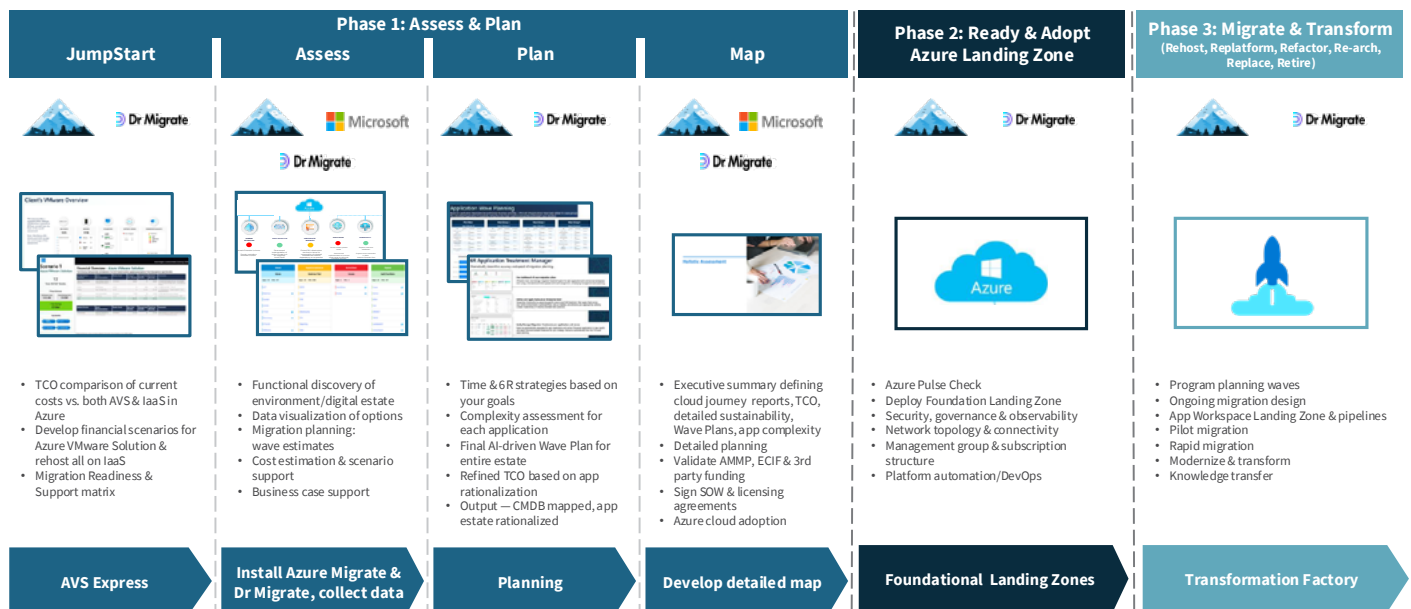 Phase 1: Assess & Plan
JumpStart
Assess
Plan
Map
Phase 2: Ready & Adopt
Azure Landing Zone
Phase 3: Migrate & Transform
(Rehost, Replatform, Refactor, Re-arch,
Replace, Retire)
Dr Migrate
Microsoft
Dr Migrate
Dr Migrate
Microsoft
Dr Migrate
Dr Migrate
Dr Migrate
Client's VMware Overview
Application Wave Planning
6R Application Treatment Manager
Holistic Assessment
Azure
• TCO comparison of current
costs vs. both AVS & IaaS in
Azure
• Develop financial scenarios for
Azure VMware Solution &
rehost all on IaaS
• Migration Readiness &
Support matrix
• Functional discovery of
environment/digital estate
• Data visualization of options
• Migration planning:
wave estimates
• Cost estimation & scenario
support
• Business case support
• Time & 6R strategies based on
your goals
• Complexity assessment for
each application
• Final AI-driven Wave Plan for
entire estate
• Refined TCO based on app
rationalization
• Output — CMDB mapped, app
estate rationalized
• Executive summary defining
cloud journey reports, TCO,
detailed sustainability,
Wave Plans, app complexity
• Detailed planning
• Validate AMMP, ECIF & 3rd
party funding
• Sign SOW & licensing
agreements
• Azure cloud adoption
• Azure Pulse Check
• Deploy Foundation Landing Zone
• Security, governance & observability
• Network topology & connectivity
• Management group & subscription
structure
• Platform automation/DevOps
• Program planning waves
• Ongoing migration design
• App Workspace Landing Zone & pipelines
• Pilot migration
• Rapid migration
• Modernize & transform
• Knowledge transfer
AVS Express
Install Azure Migrate &
Dr Migrate, collect data
Planning
Develop detailed map
Foundational Landing Zones
Transformation Factory